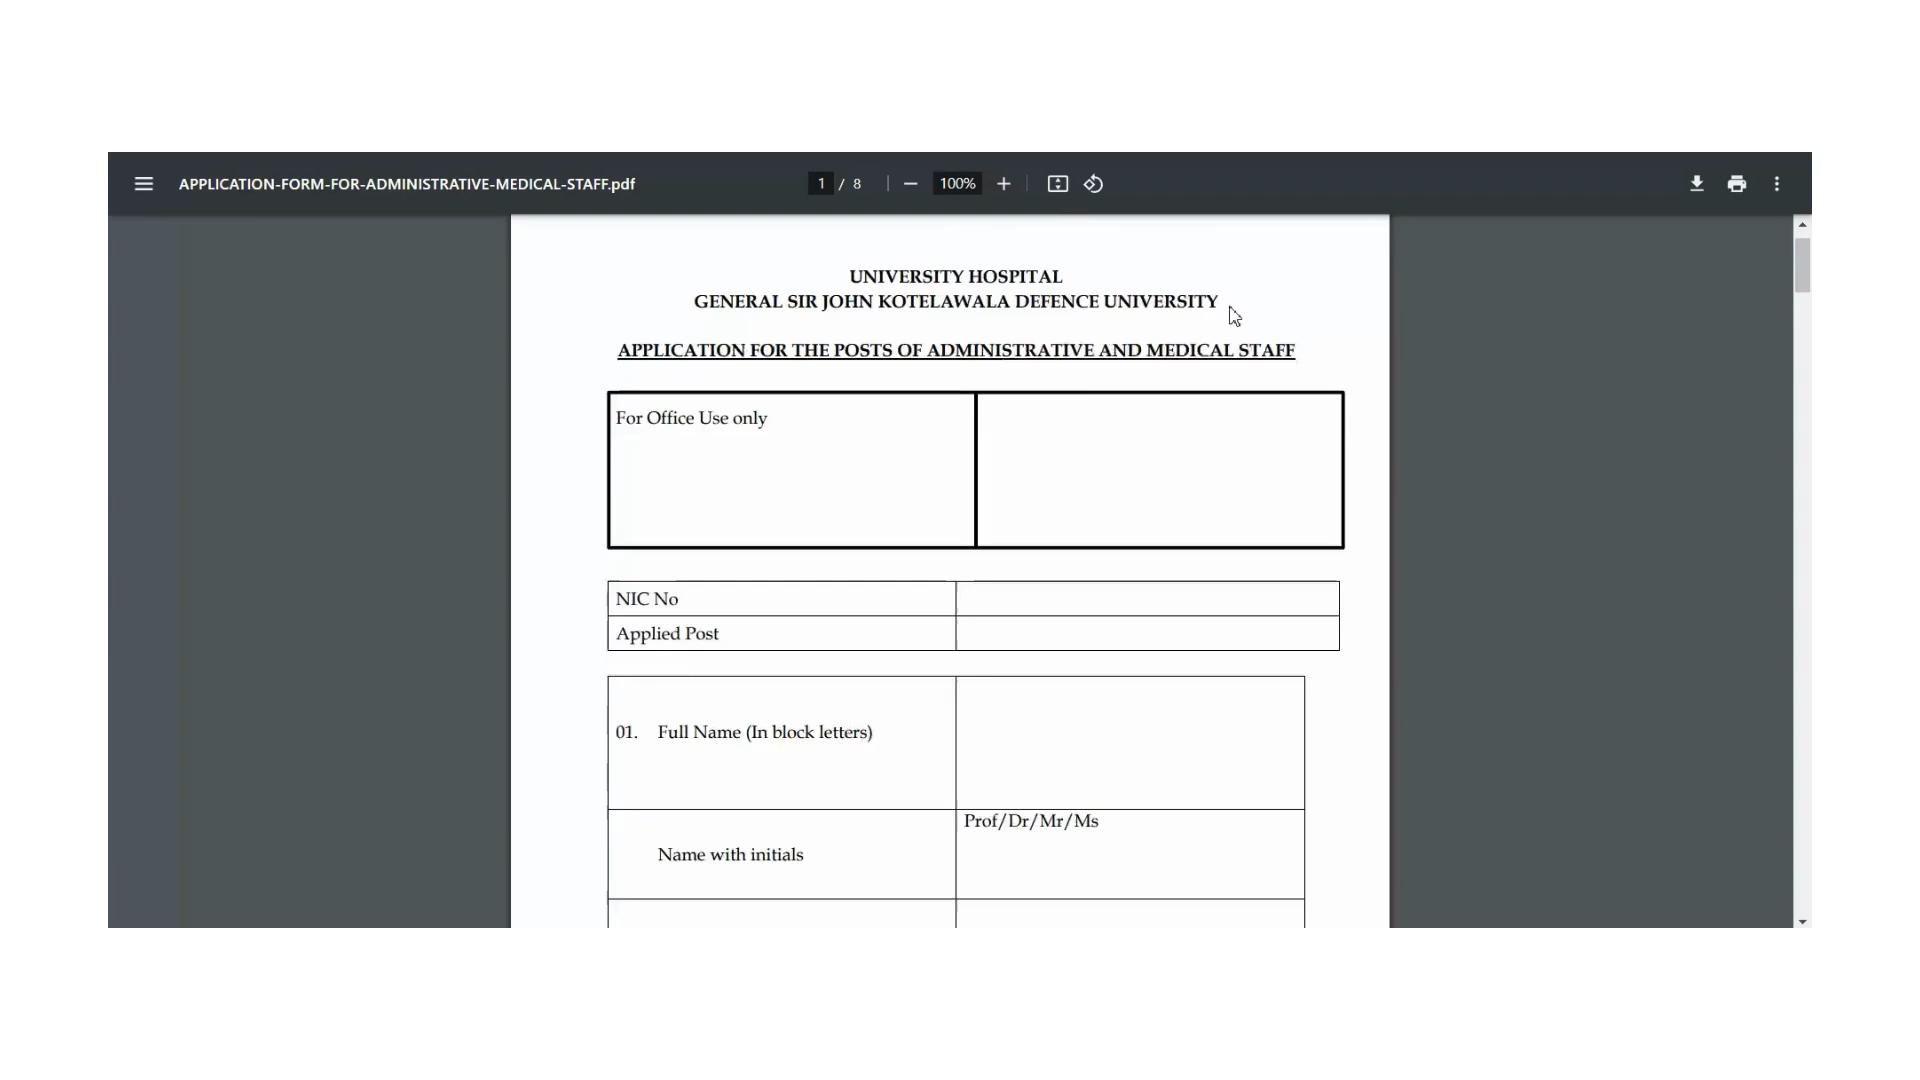 APPLICATION-FORM-FOR-ADMINISTRATIVE-MEDICAL-STAFF.pdf
1 / 8
100%
UNIVERSITY HOSPITAL
GENERAL SIR JOHN KOTELAWALA DEFENCE UNIVERSITY
APPLICATION FOR THE POSTS OF ADMINISTRATIVE AND MEDICAL STAFF
For Office Use only
NIC No
Applied Post
01. Full Name (In block letters)
Prof/Dr/Mr/Ms
Name with initials